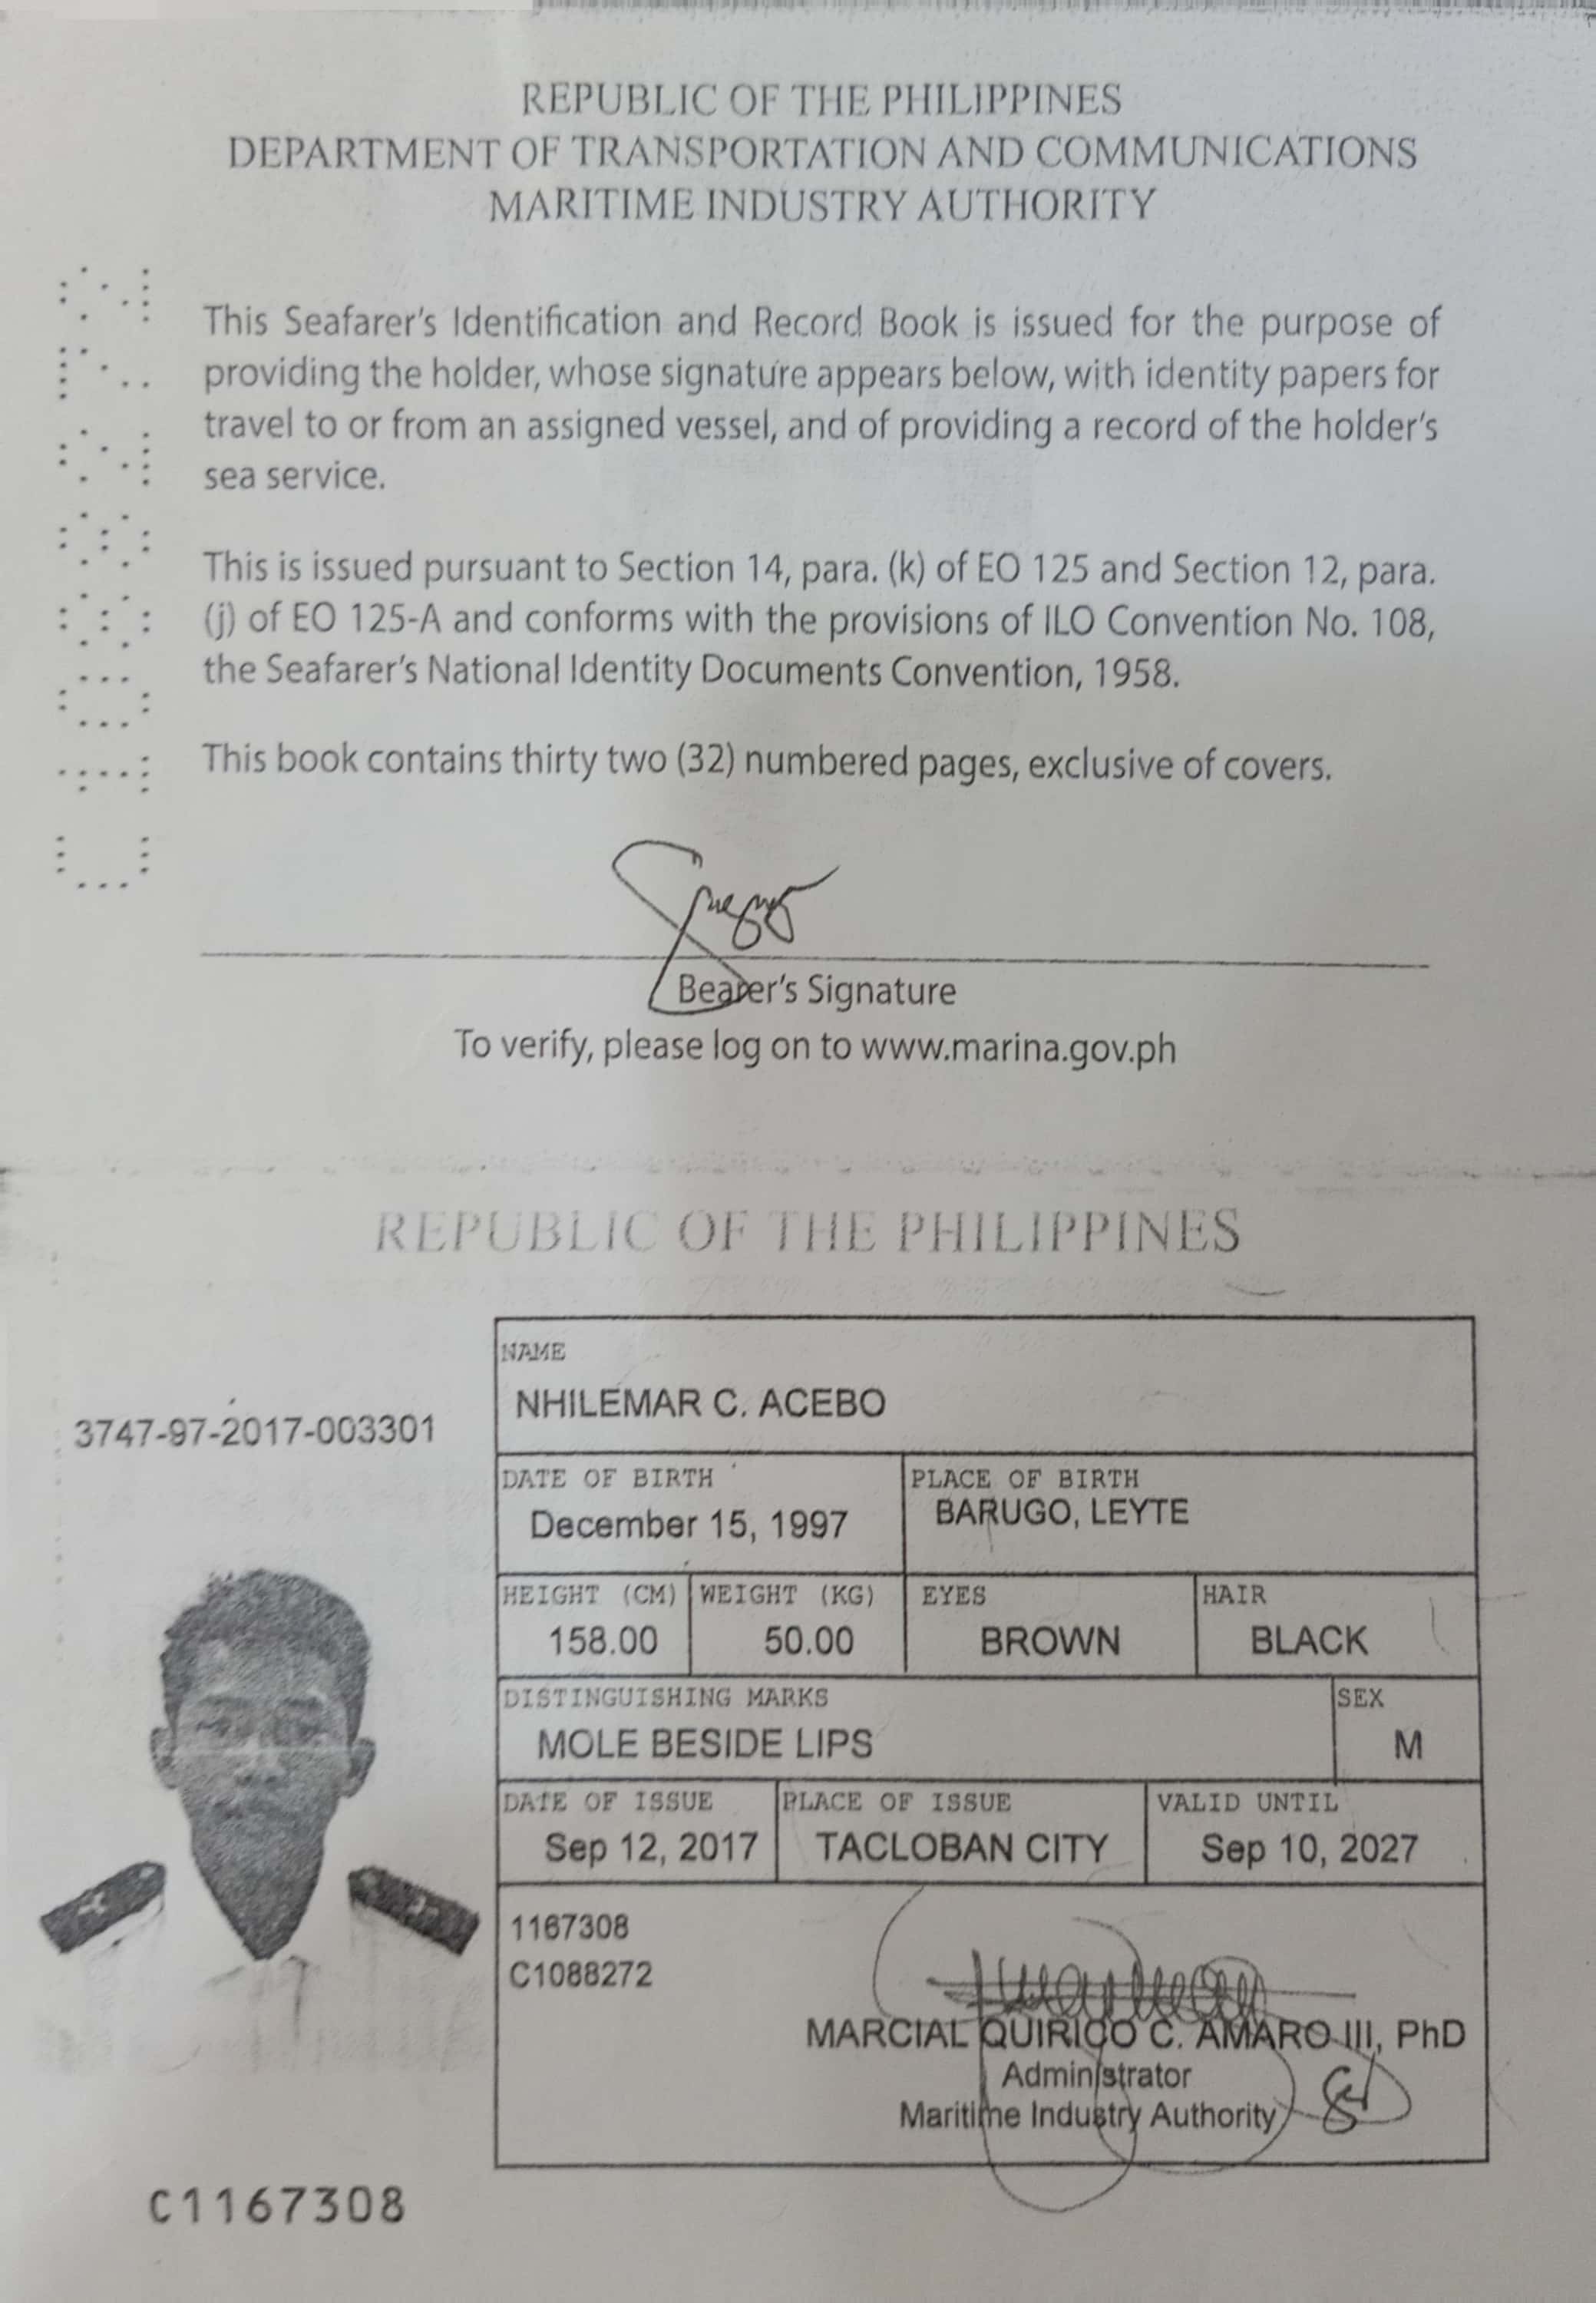 REPUBLIC OF THE PHILIPPINES
DEPARTMENT OF TRANSPORTATION AND COMMUNICATIONS
MARITIME INDUSTRY AUTHORITY
This Seafarer's Identification and Record Book is issued for the purpose of
providing the holder, whose signature appears below, with identity papers for
travel to or from an assigned vessel, and of providing a record of the holder's
sea service.
This is issued pursuant to Section 14, para. (k) of EO 125 and Section 12, para.
(j) of EO 125-A and conforms with the provisions of ILO Convention No. 108,
the Seafarer's National Identity Documents Convention, 1958.
This book contains thirty two (32) numbered pages, exclusive of covers.
Bearer's Signature
To verify, please log on to www.marina.gov.ph
REPUBLIC OF THE PHILIPPINES
3747-97-2017-003301
NAME
NHILEMAR C. ACEBO
DATE OF BIRTH PLACE OF BIRTH
December 15, 1997 BARUGO, LEYTE
HEIGHT (CM) WEIGHT (KG) EYES HAIR
158.00 50.00 BROWN BLACK
DISTINGUISHING MARKS SEX
MOLE BESIDE LIPS M
DATE OF ISSUE PLACE OF ISSUE VALID UNTIL
Sep 12, 2017 TACLOBAN CITY Sep 10, 2027
1167308
C1088272
MARCIAL QUIRICO C. AMARO III, PhD
Administrator
Maritime Industry Authority
C1167308